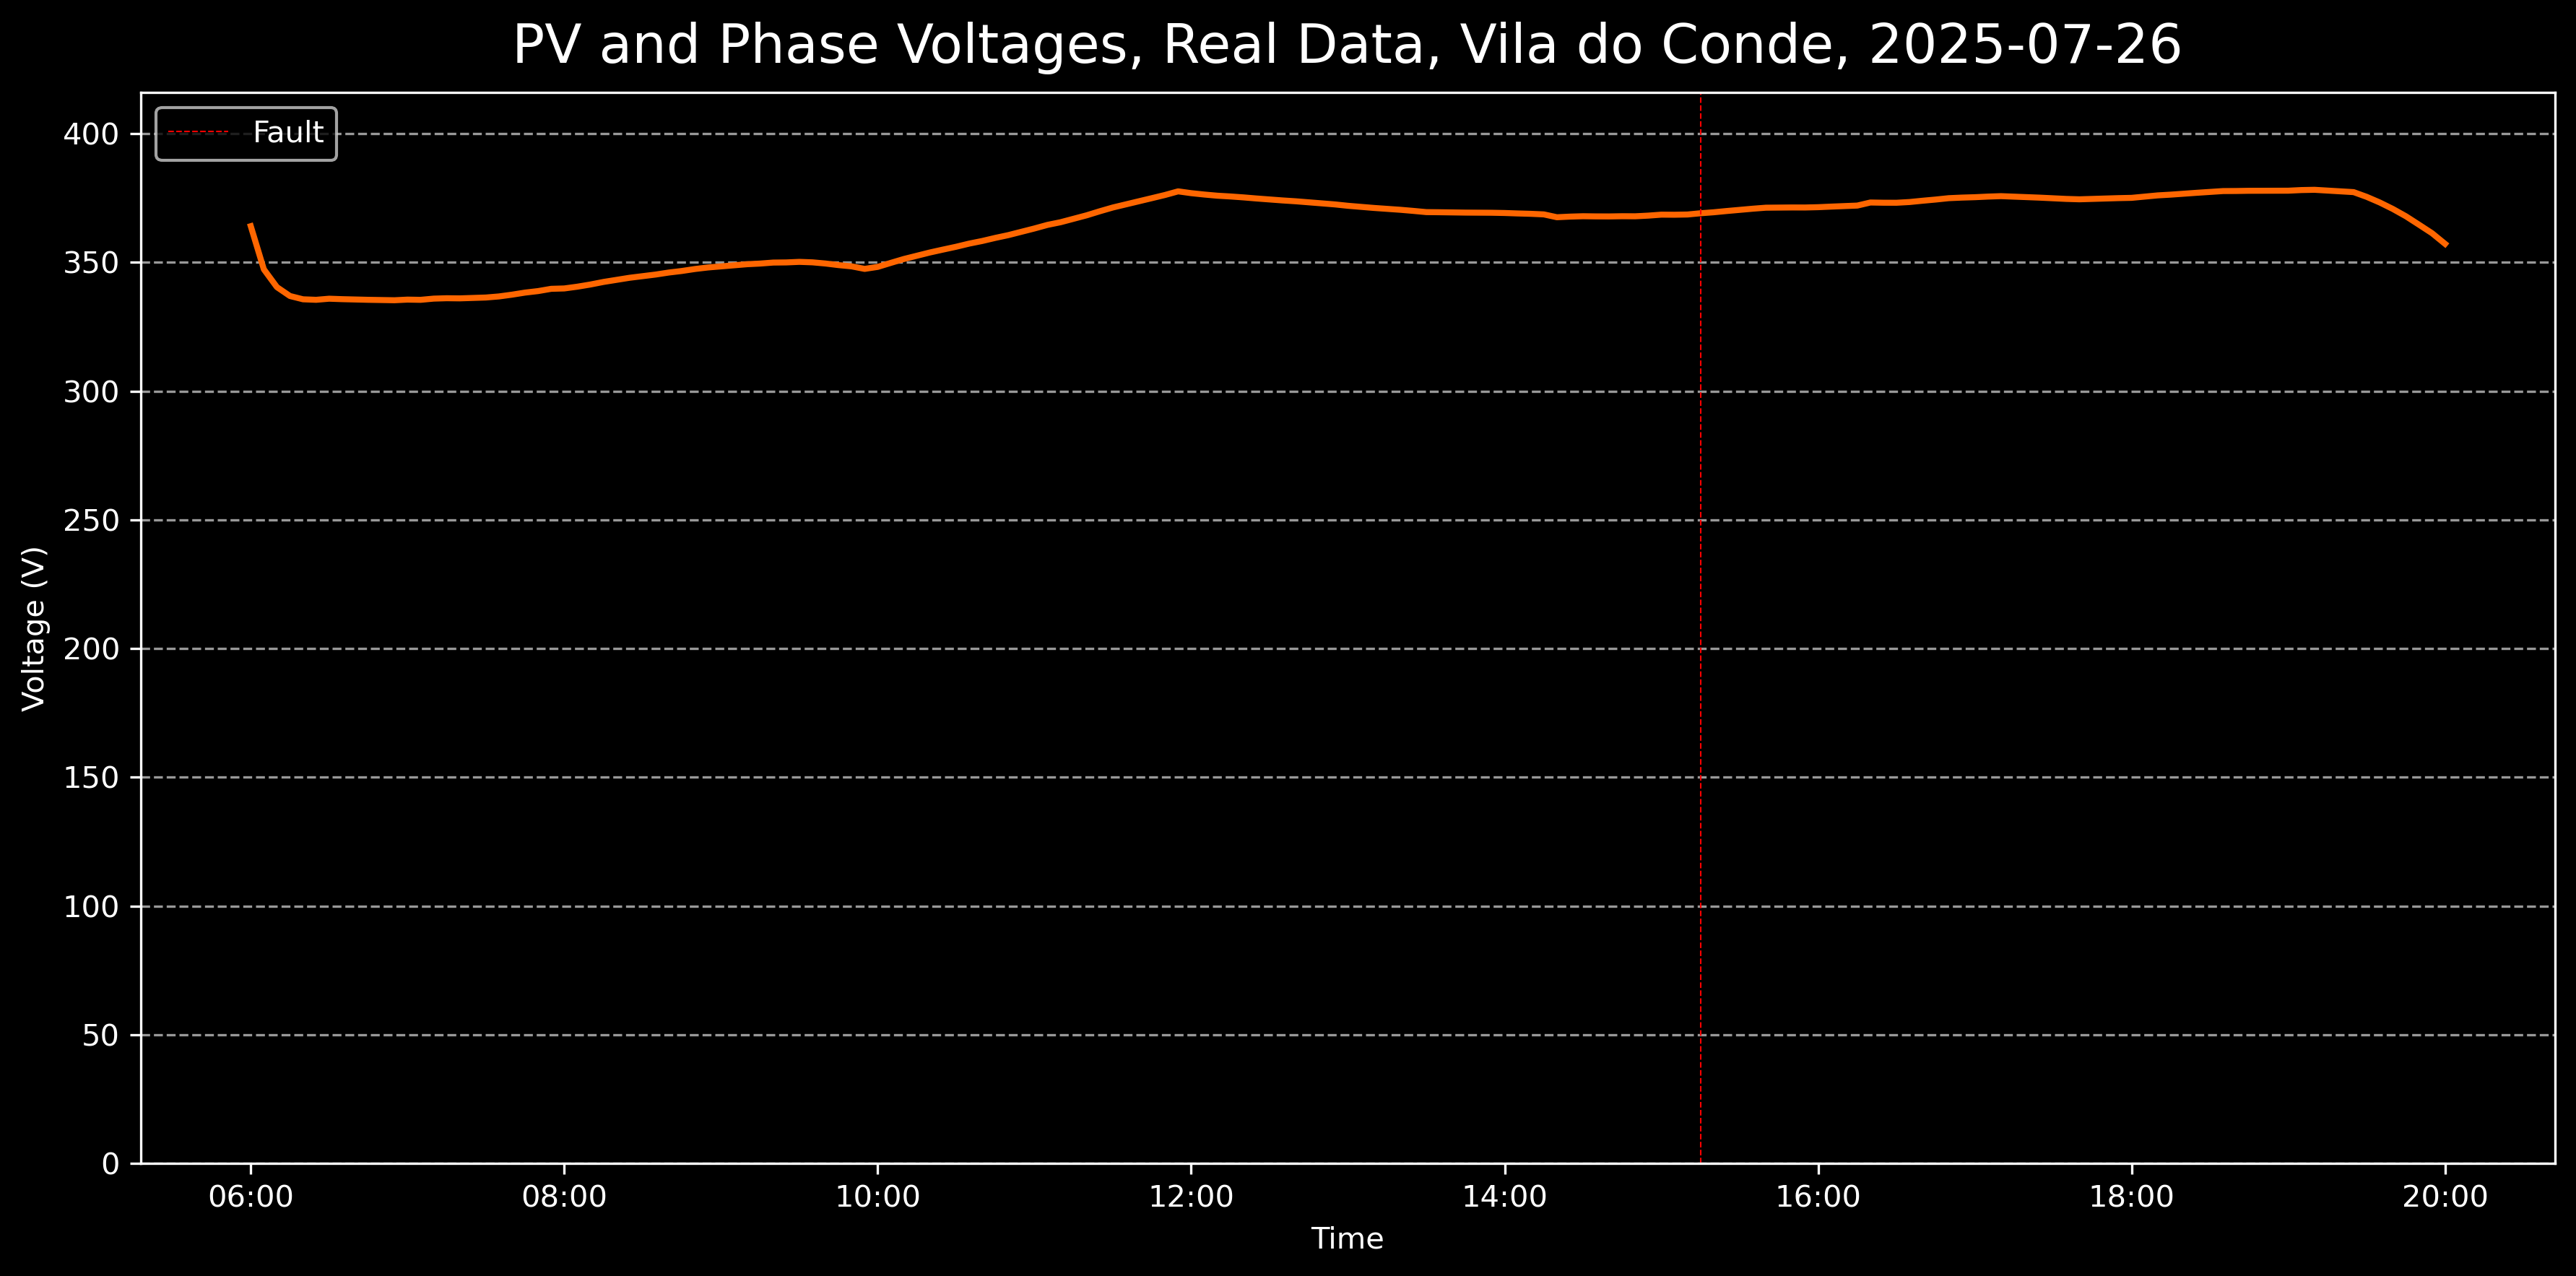 PV and Phase Voltages, Real Data, Vila do Conde, 2025-07-26
Fault
400
350
300
250
200
150
100
50
0
Voltage (V)
06:00 08:00 10:00 12:00 14:00 16:00 18:00 20:00
Time